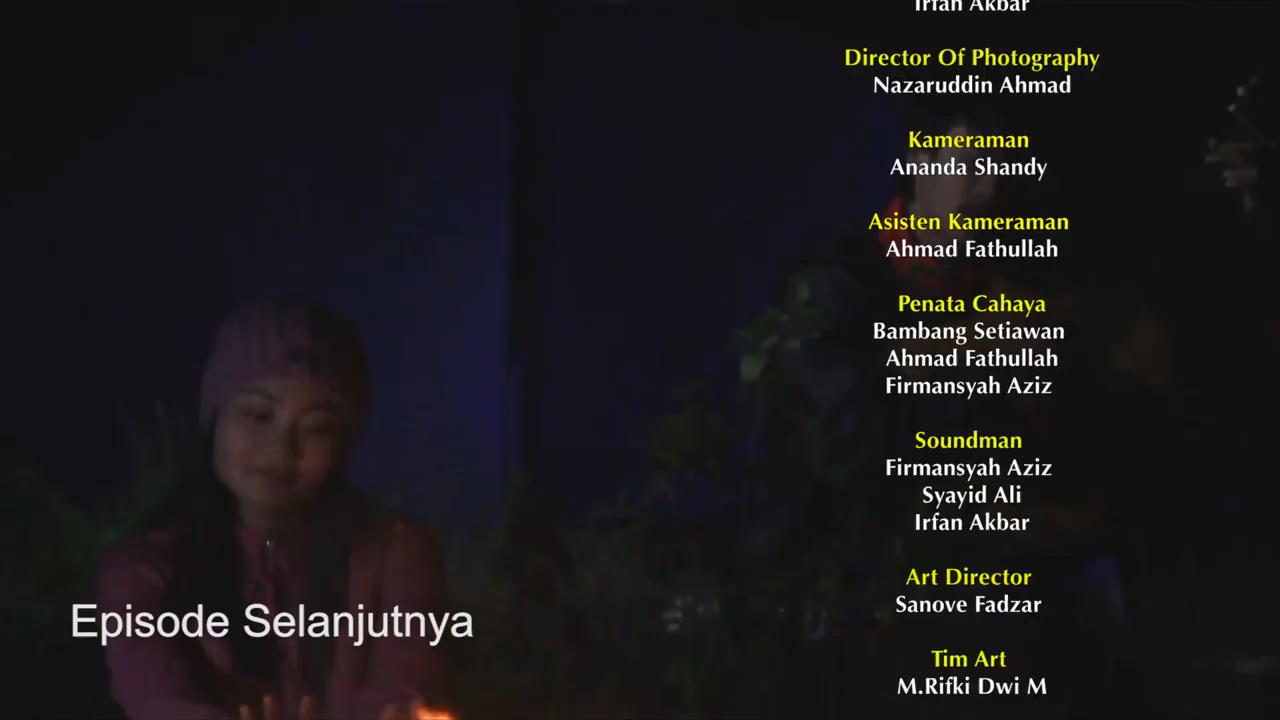 Irfan Akbar
Director Of Photography
Nazaruddin Ahmad
Kameraman
Ananda Shandy
Asisten Kameraman
Ahmad Fathullah
Penata Cahaya
Bambang Setiawan
Ahmad Fathullah
Firmansyah Aziz
Soundman
Firmansyah Aziz
Syayid Ali
Irfan Akbar
Art Director
Sanove Fadzar
Tim Art
M.Rifki Dwi M
Episode Selanjutnya